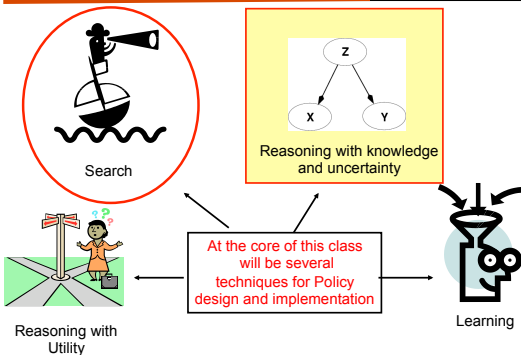 Z
X
Y
Search
Reasoning with knowledge
and uncertainty
? ? ?
At the core of this class
will be several
techniques for Policy
design and implementation
Reasoning with
Utility
Learning